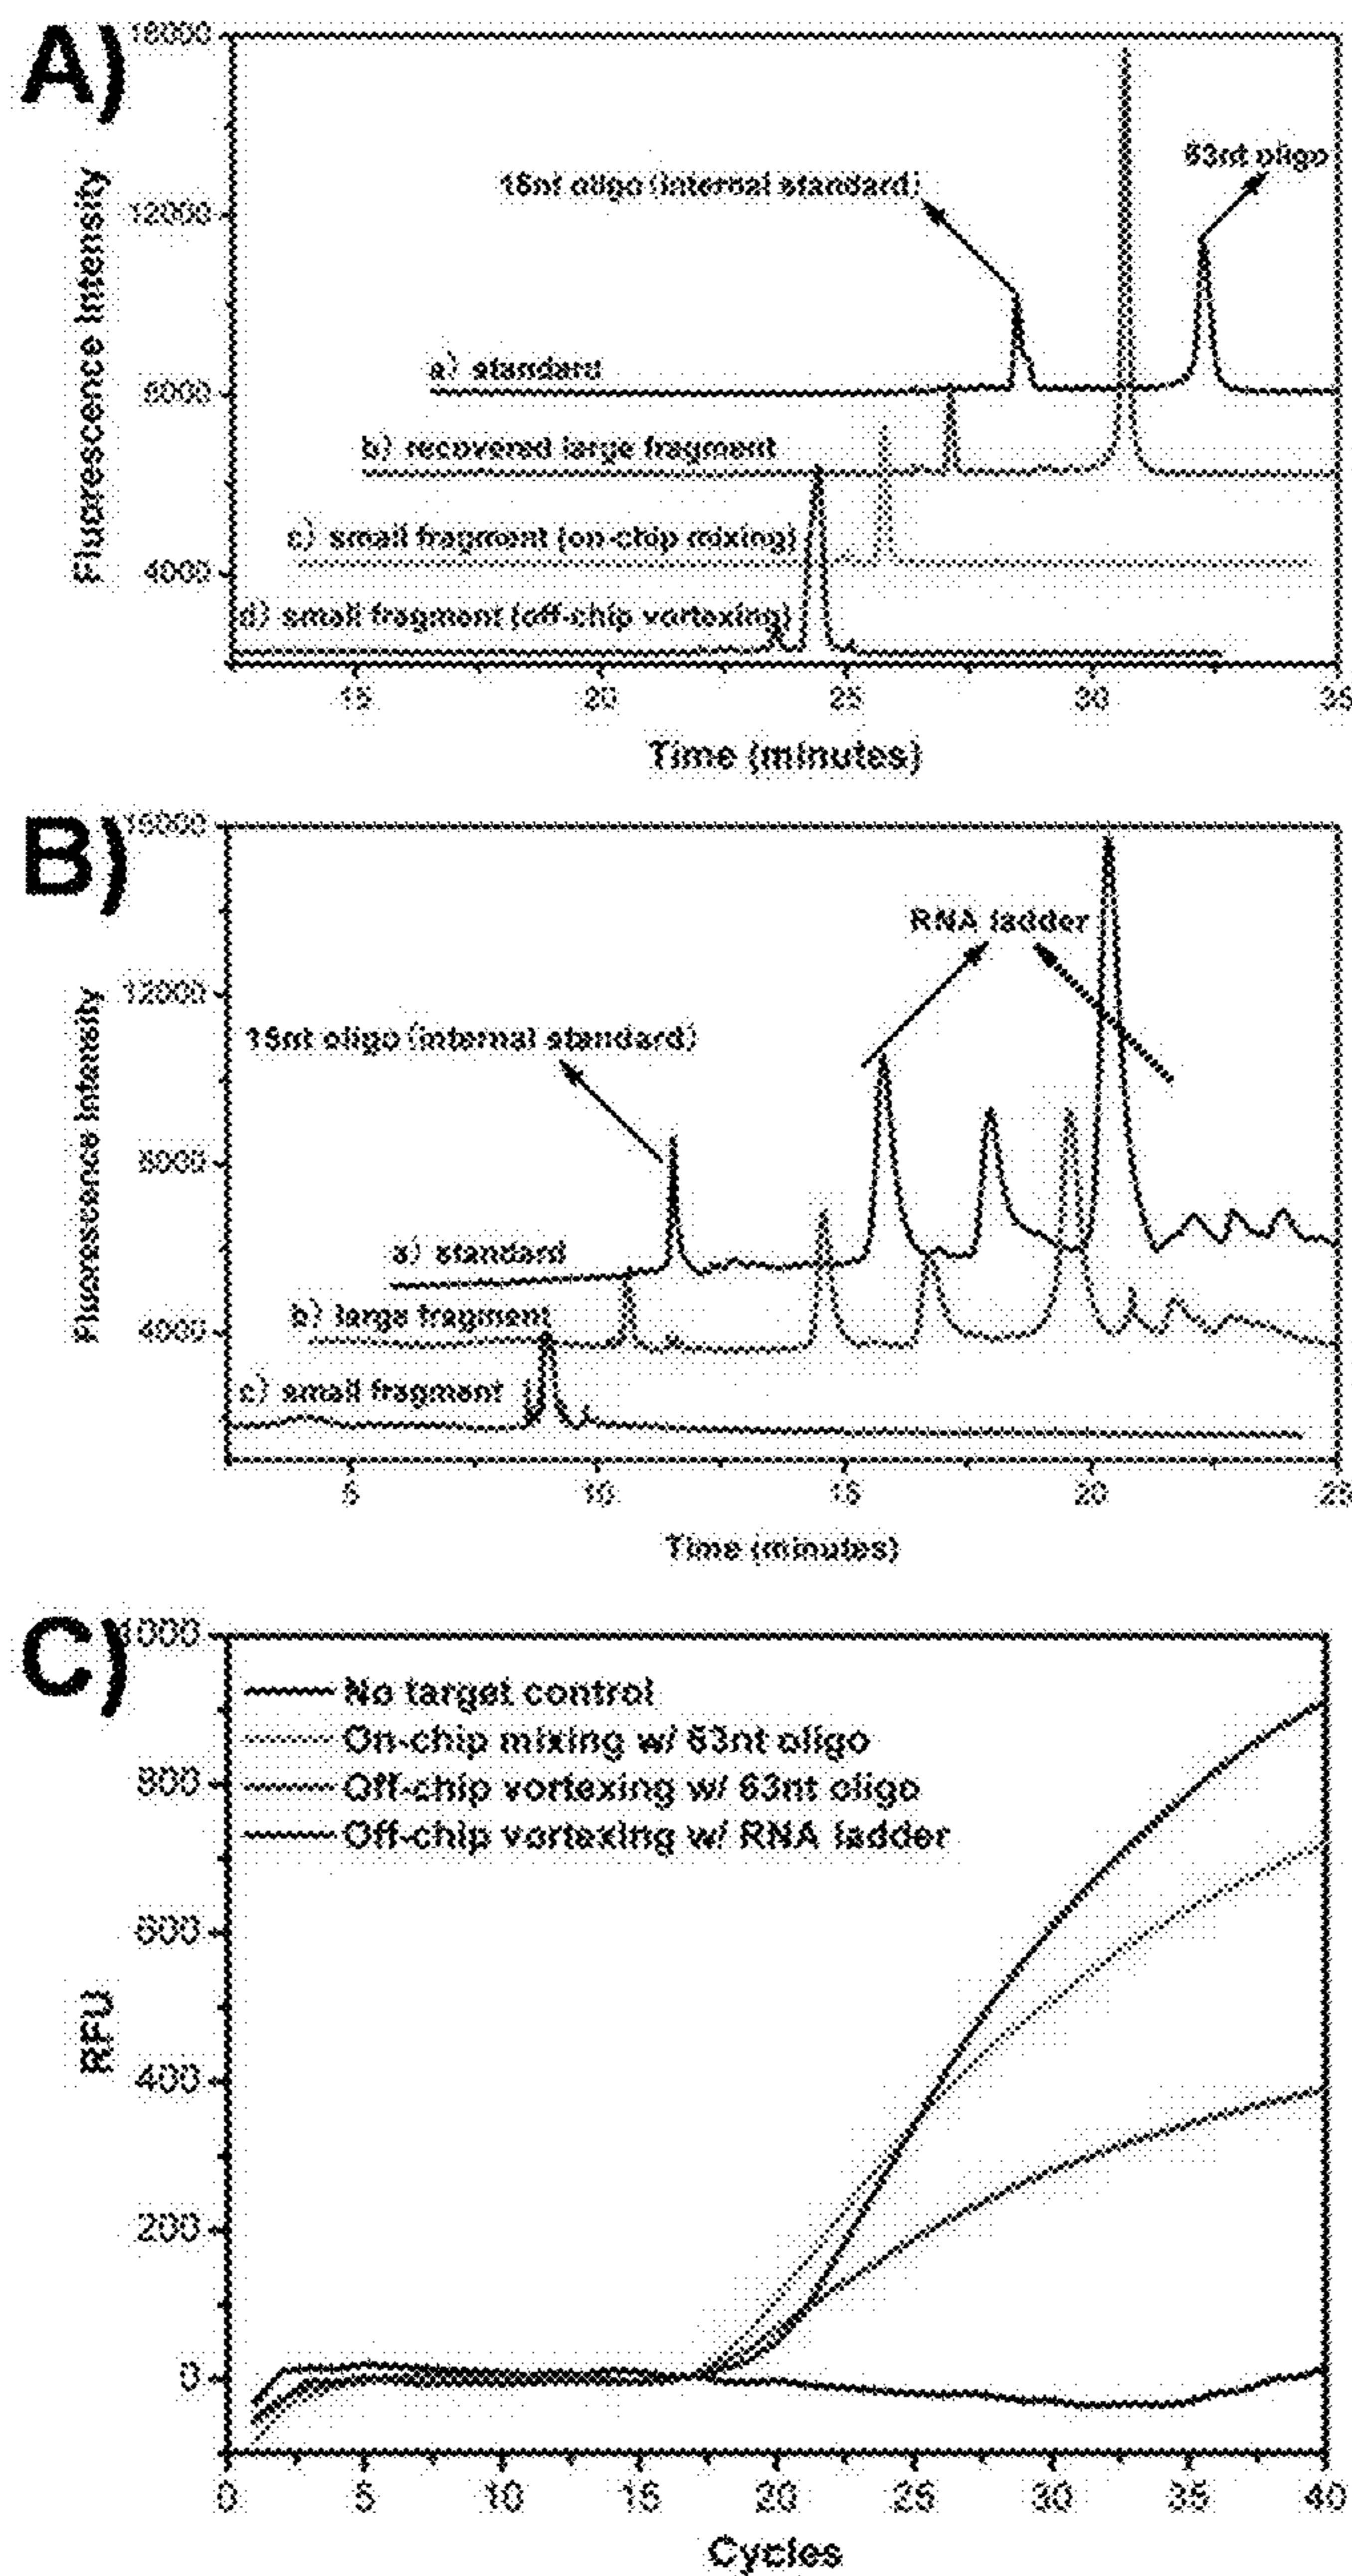 A)
16000
12000
8000
4000
Fluorescence Intensity
15nt oligo (internal standard)
63nt oligo
a) standard
b) recovered large fragment
c) small fragment (on-chip mixing)
d) small fragment (off-chip vortexing)
15
20
25
30
35
Time (minutes)
B)
16000
12000
8000
4000
Fluorescence Intensity
15nt oligo (internal standard)
RNA ladder
a) standard
b) large fragment
c) small fragment
5
10
15
20
25
Time (minutes)
C)
1000
800
600
400
200
0
RFU
No target control
On-chip mixing w/ 63nt oligo
Off-chip vortexing w/ 63nt oligo
Off-chip vortexing w/ RNA ladder
0
5
10
15
20
25
30
35
40
Cycles